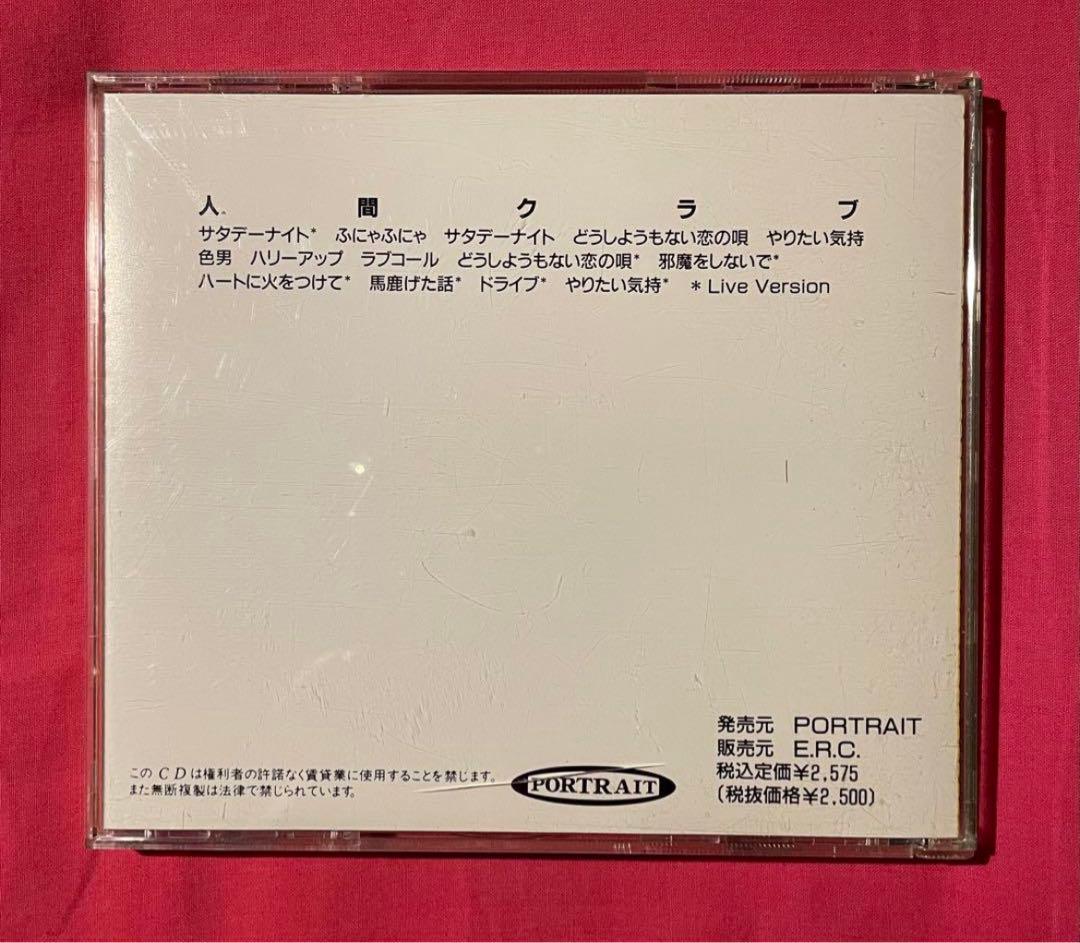 人間クラブ
サタデーナイト* ふにゃふにゃ サタデーナイト どうしようもない恋の唄 やりたい気持
色男 ハリーアップ ラブコール どうしようもない恋の唄* 邪魔をしないで*
ハートに火をつけて* 馬鹿げた話* ドライブ* やりたい気持* *Live Version
発売元 PORTRAIT
販売元 E.R.C.
税込定価¥2,575
(税抜価格¥2,500)
このCDは権利者の許諾なく賃貸業に使用することを禁じます。
また無断複製は法律で禁じられています。
PORTRAIT